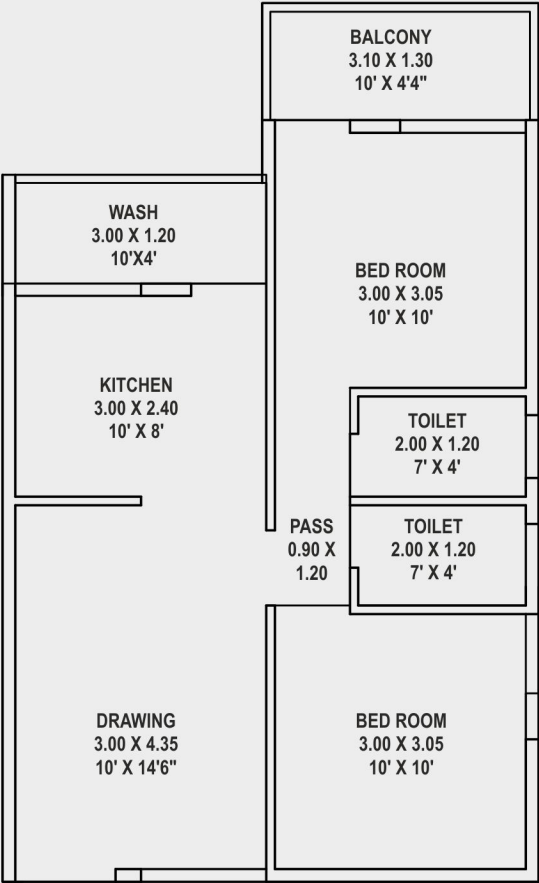 BALCONY
3.10 X 1.30
10' X 4'4"
WASH
3.00 X 1.20
10'X4'
BED ROOM
3.00 X 3.05
10' X 10'
KITCHEN
3.00 X 2.40
10' X 8'
TOILET
2.00 X 1.20
7' X 4'
PASS
0.90 X
1.20
TOILET
2.00 X 1.20
7' X 4'
DRAWING
3.00 X 4.35
10' X 14'6"
BED ROOM
3.00 X 3.05
10' X 10'